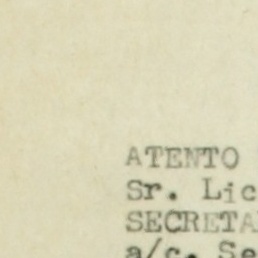 ATENTO
Sr. Lic
SECRETA
a/c. Se